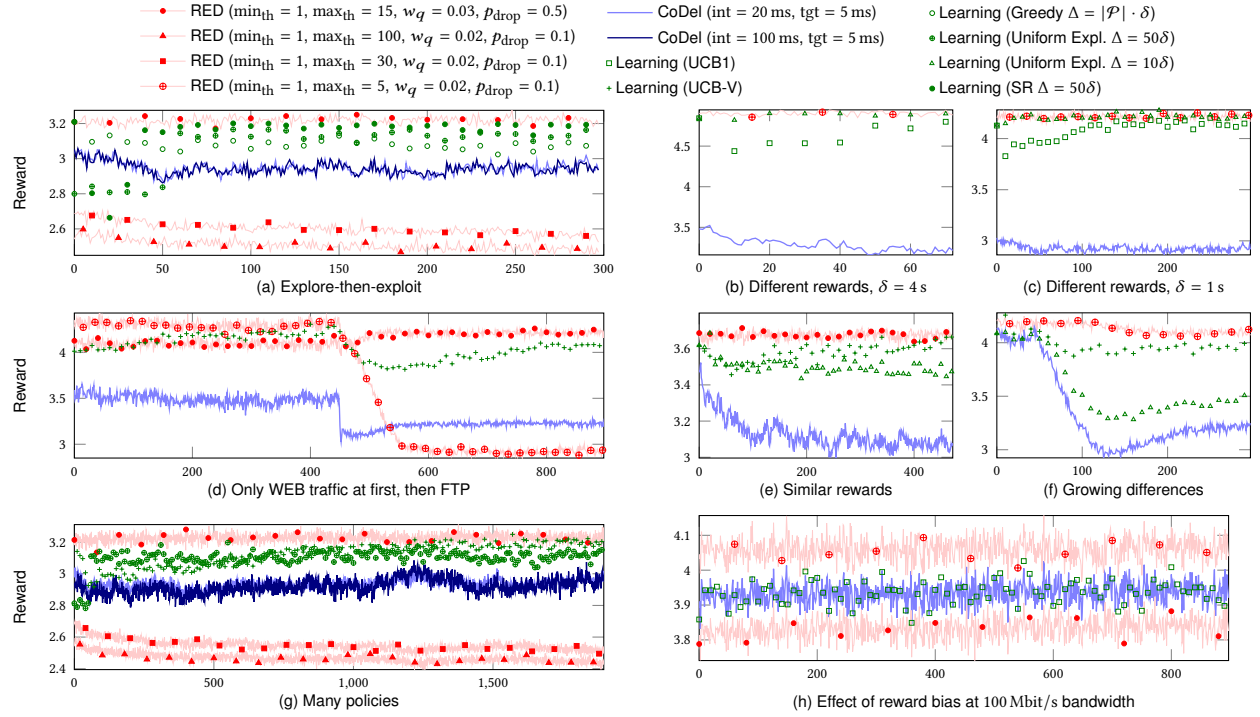 RED (min_th = 1, max_th = 15, w_q = 0.03, p_drop = 0.5)
RED (min_th = 1, max_th = 100, w_q = 0.02, p_drop = 0.1)
RED (min_th = 1, max_th = 30, w_q = 0.02, p_drop = 0.1)
RED (min_th = 1, max_th = 5, w_q = 0.02, p_drop = 0.1)
CoDel (int = 20 ms, tgt = 5 ms)
CoDel (int = 100 ms, tgt = 5 ms)
Learning (UCB1)
Learning (UCB-V)
Learning (Greedy Δ = |𝒫| · δ)
Learning (Uniform Expl. Δ = 50δ)
Learning (Uniform Expl. Δ = 10δ)
Learning (SR Δ = 50δ)
Reward
3.2
3
2.8
2.6
0 50 100 150 200 250 300
(a) Explore-then-exploit
4.5
4
3.5
0 20 40 60
(b) Different rewards, δ = 4 s
4
3.5
3
0 100 200
(c) Different rewards, δ = 1 s
Reward
4
3.5
3
0 200 400 600 800
(d) Only WEB traffic at first, then FTP
3.6
3.4
3.2
3
0 200 400
(e) Similar rewards
4
3.5
3
0 100 200
(f) Growing differences
Reward
3.2
3
2.8
2.6
2.4
0 500 1,000 1,500
(g) Many policies
4.1
4
3.9
3.8
0 200 400 600 800
(h) Effect of reward bias at 100 Mbit/s bandwidth